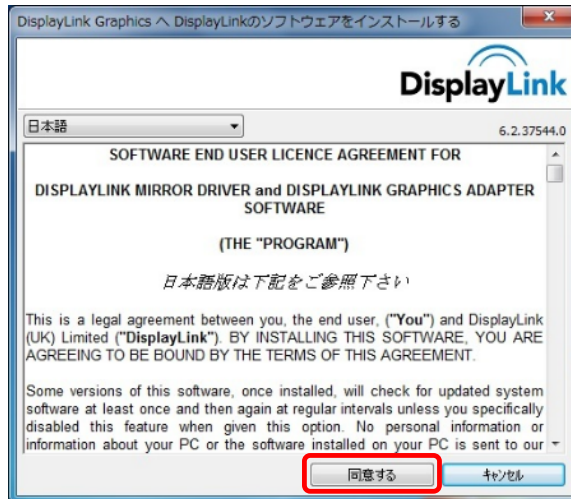 DisplayLink Graphics へ DisplayLinkのソフトウェアをインストールする
DisplayLink
日本語
6.2.37544.0
SOFTWARE END USER LICENCE AGREEMENT FOR
DISPLAYLINK MIRROR DRIVER and DISPLAYLINK GRAPHICS ADAPTER
SOFTWARE
(THE "PROGRAM")
日本語版は下記をご参照下さい
This is a legal agreement between you, the end user, ("You") and DisplayLink
(UK) Limited ("DisplayLink"). BY INSTALLING THIS SOFTWARE, YOU ARE
AGREEING TO BE BOUND BY THE TERMS OF THIS AGREEMENT.
Some versions of this software, once installed, will check for updated system
software at least once and then again at regular intervals unless you specifically
disabled this feature when given this option. No personal information or
information about your PC or the software installed on your PC is sent to our
同意する
キャンセル